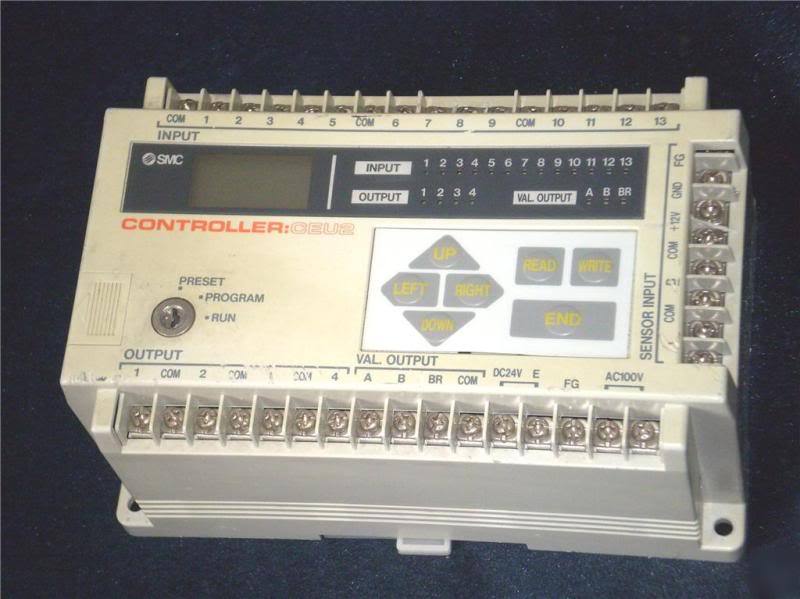 COM 1 2 3 4 5 COM 6 7 8 9 COM 10 11 12 13
INPUT
SMC
INPUT 1 2 3 4 5 6 7 8 9 10 11 12 13
OUTPUT 1 2 3 4 VAL. OUTPUT A B BR
CONTROLLER:CEU2
UP
LEFT RIGHT
DOWN
READ WRITE
END
PRESET
PROGRAM
RUN
FG
GND
+12V
COM
COM
SENSOR INPUT
OUTPUT
1 COM 2 COM COM 4
VAL. OUTPUT
A B BR COM
DC24V E
FG
AC100V